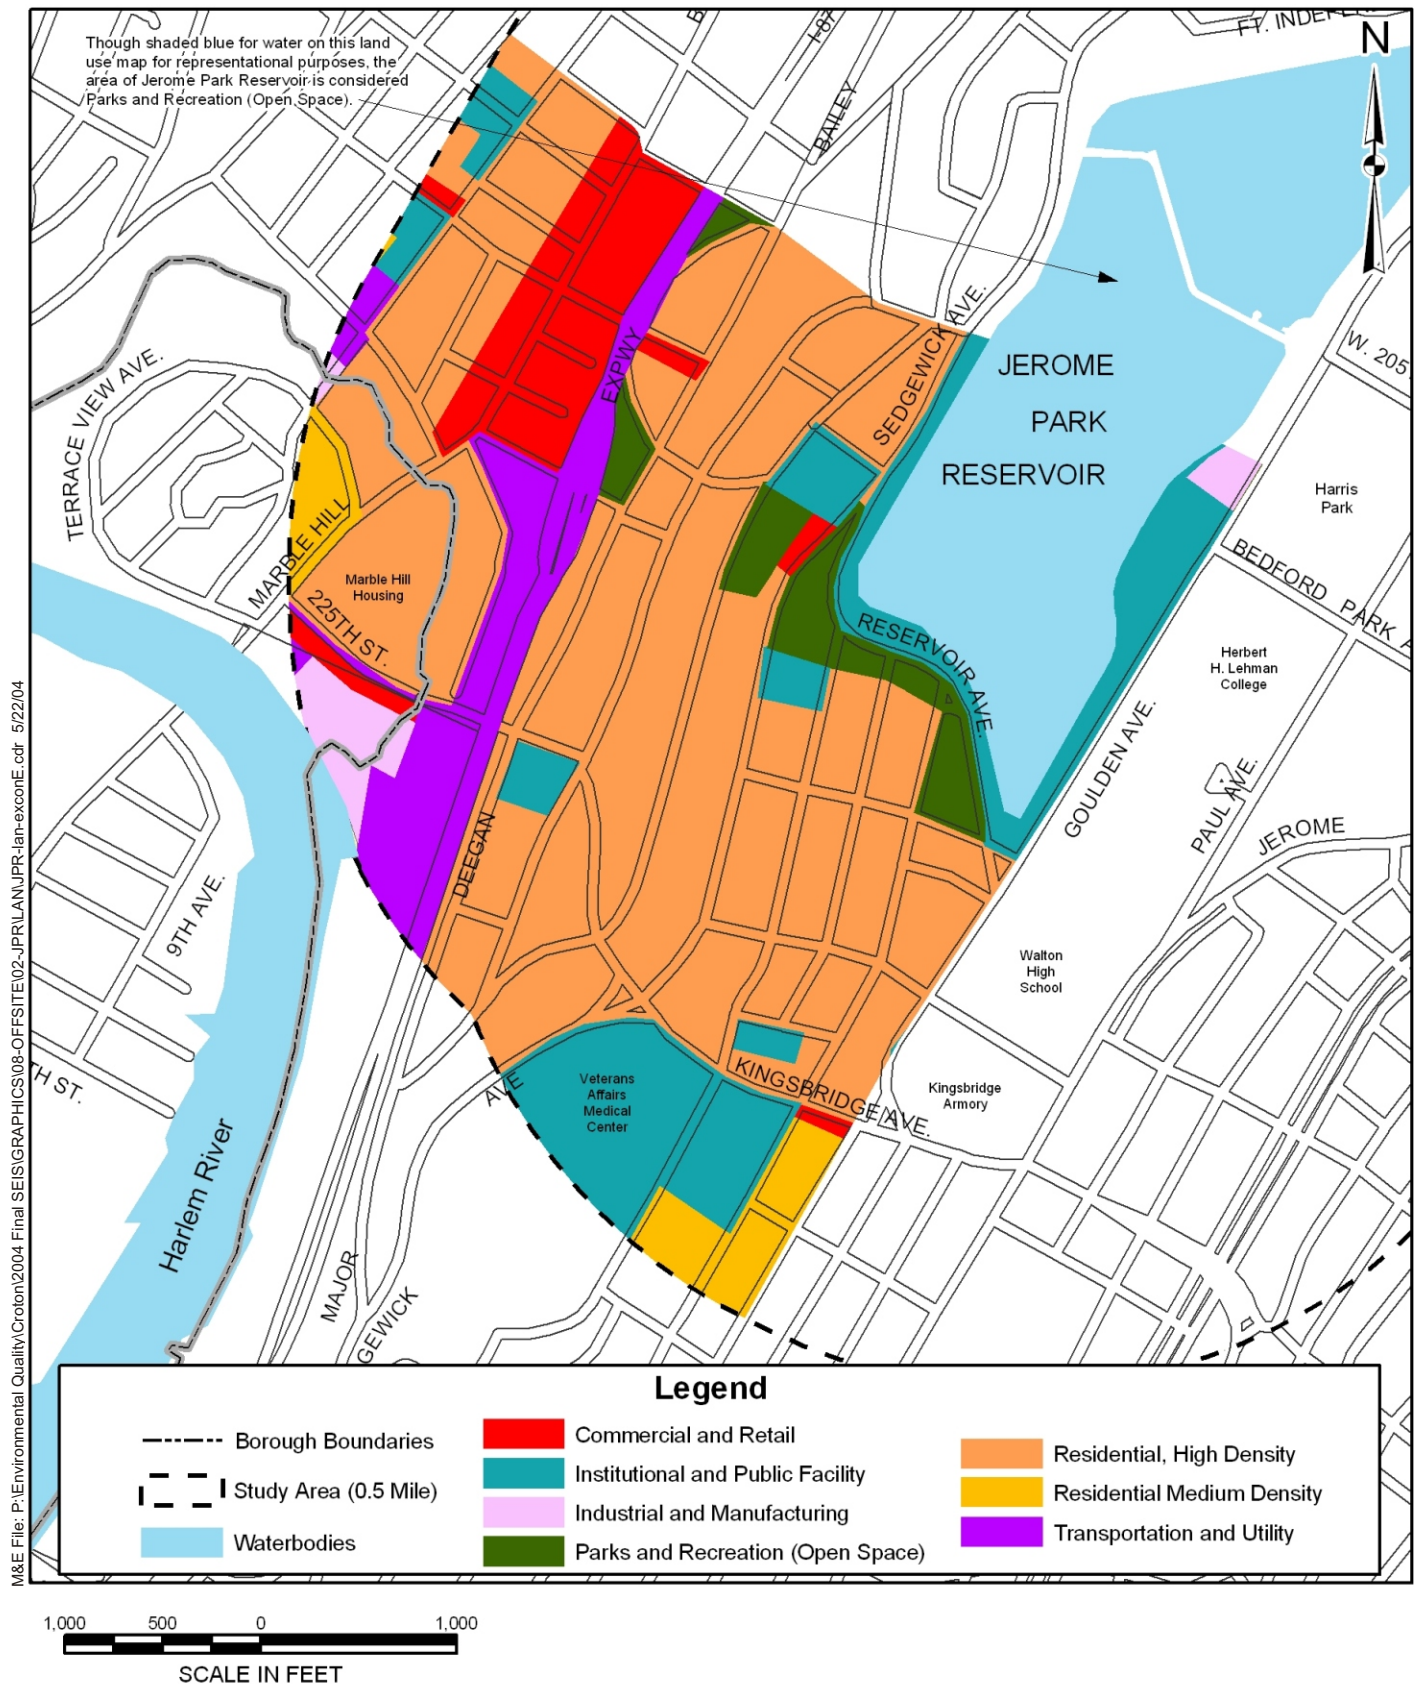 Though shaded blue for water on this land
use map for representational purposes, the
area of Jerome Park Reservoir is considered
Parks and Recreation (Open Space).
I-87
BAILEY
N
TERRACE VIEW AVE.
EXPWY
SEDGEWICK AVE.
JEROME
PARK
RESERVOIR
W. 205
Harris
Park
MARBLE HILL
Marble Hill
Housing
225TH ST.
BEDFORD PARK A
RESERVOIR AVE.
Herbert
H. Lehman
College
GOULDEN AVE.
PAUL AVE.
JEROME
DEEGAN
9TH AVE.
Walton
High
School
TH ST.
AVE
Veterans
Affairs
Medical
Center
KINGSBRIDGE AVE.
Kingsbridge
Armory
Harlem River
MAJOR
GEWICK
M&E File: P:\Environmental Quality\Croton\2004 Final SEIS\GRAPHICS\08-OFFSITE\02-JPR\LAN\JPR-lan-exconE.cdr 5/22/04
Legend
Borough Boundaries
Study Area (0.5 Mile)
Waterbodies
Commercial and Retail
Institutional and Public Facility
Industrial and Manufacturing
Parks and Recreation (Open Space)
Residential, High Density
Residential Medium Density
Transportation and Utility
1,000 500 0 1,000
SCALE IN FEET